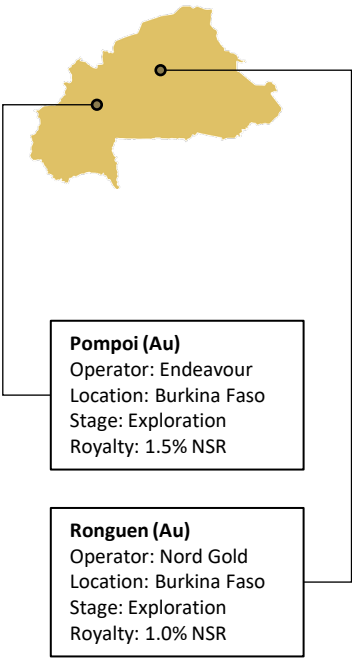 Pompoi (Au)
Operator: Endeavour
Location: Burkina Faso
Stage: Exploration
Royalty: 1.5% NSR
Ronguen (Au)
Operator: Nord Gold
Location: Burkina Faso
Stage: Exploration
Royalty: 1.0% NSR